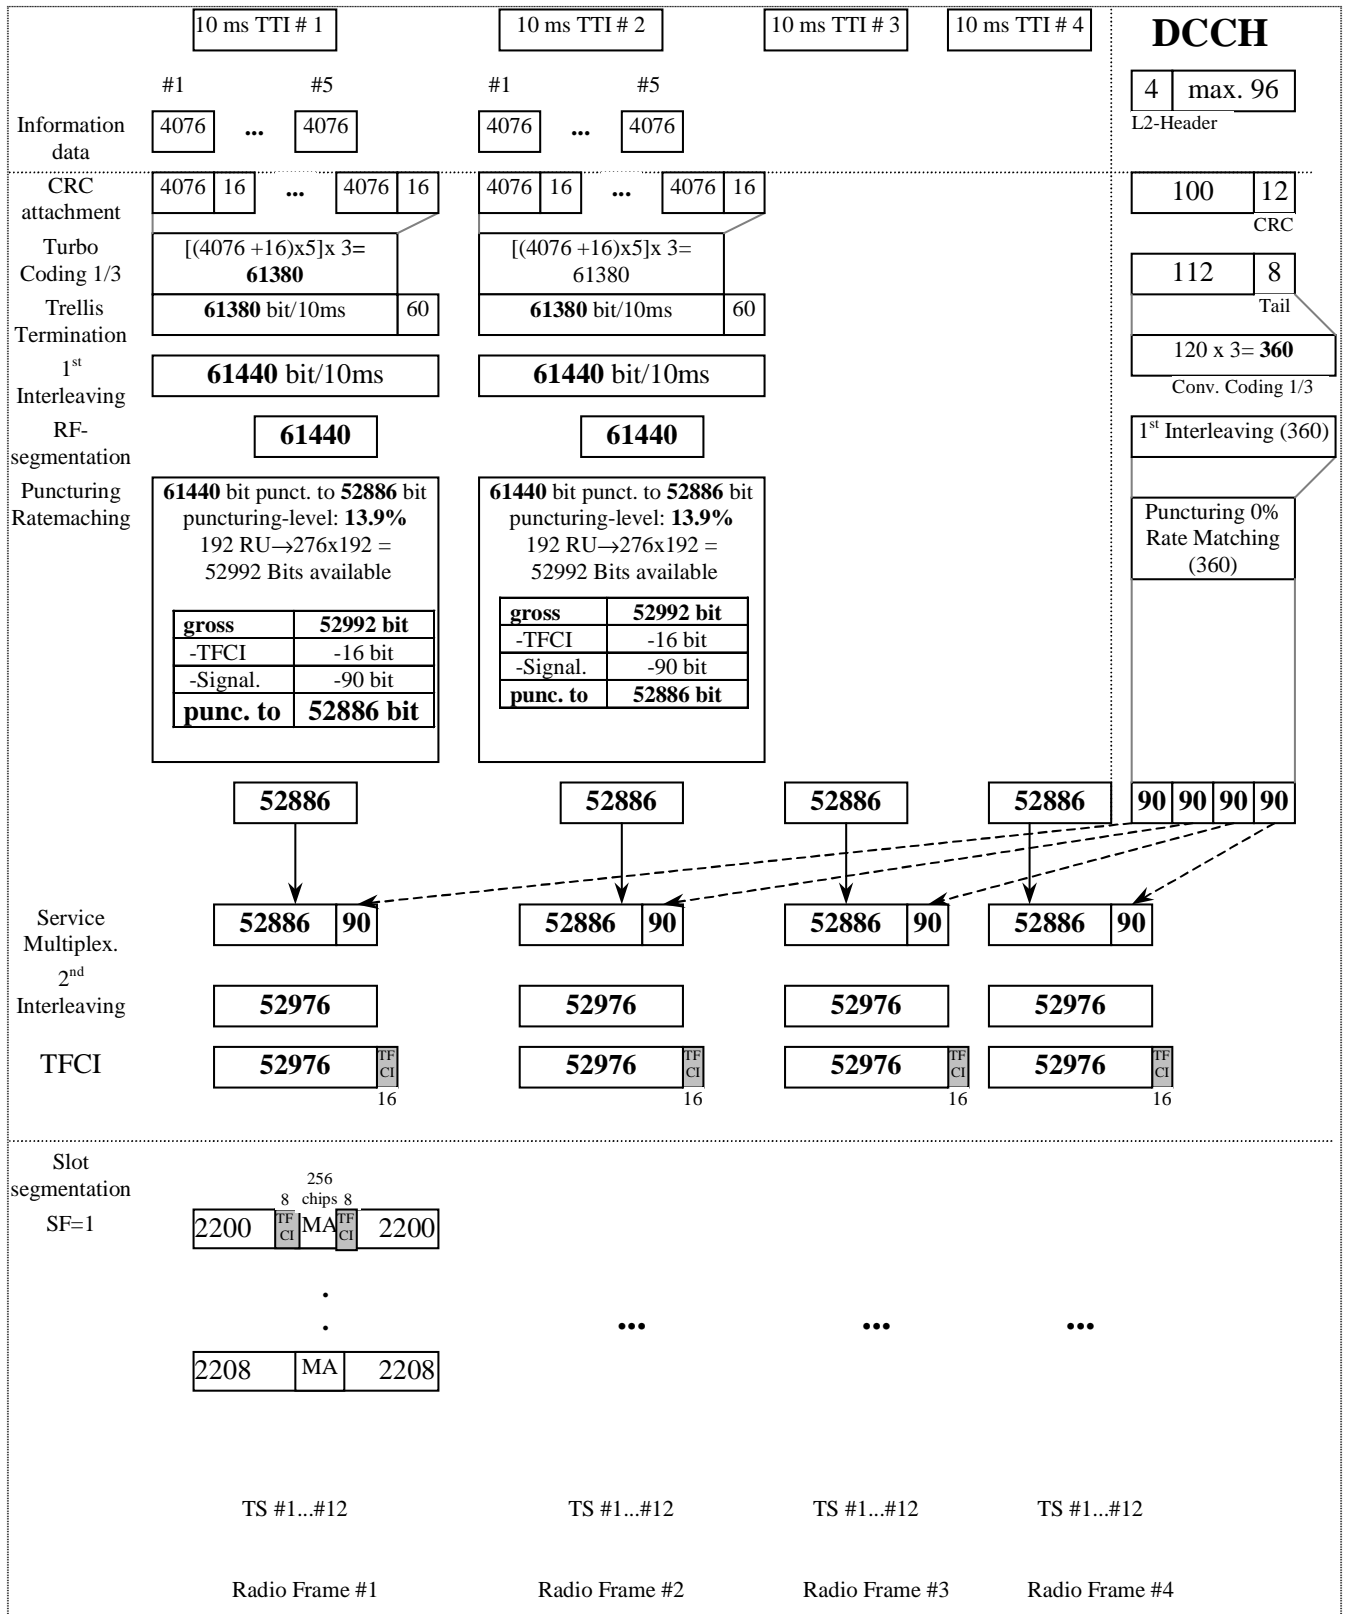 10 ms TTI # 1
10 ms TTI # 2
10 ms TTI # 3
10 ms TTI # 4
DCCH
#1 #5
#1 #5
4 max. 96
L2-Header
Information
data
4076 ... 4076
4076 ... 4076
CRC
attachment
4076 16 ... 4076 16
4076 16 ... 4076 16
100 12
CRC
Turbo
Coding 1/3
[(4076 +16)x5]x 3=
61380
[(4076 +16)x5]x 3=
61380
112 8
Tail
Trellis
Termination
61380 bit/10ms 60
61380 bit/10ms 60
120 x 3= 360
Conv. Coding 1/3
1st
Interleaving
61440 bit/10ms
61440 bit/10ms
RF-
segmentation
61440
61440
1st Interleaving (360)
Puncturing
Ratemaching
61440 bit punct. to 52886 bit
puncturing-level: 13.9%
192 RU→276x192 =
52992 Bits available
gross 52992 bit
-TFCI -16 bit
-Signal. -90 bit
punc. to 52886 bit
61440 bit punct. to 52886 bit
puncturing-level: 13.9%
192 RU→276x192 =
52992 Bits available
gross 52992 bit
-TFCI -16 bit
-Signal. -90 bit
punc. to 52886 bit
Puncturing 0%
Rate Matching
(360)
52886 52886 52886 52886 90 90 90 90
Service
Multiplex.
52886 90 52886 90 52886 90 52886 90
2nd
Interleaving
52976 52976 52976 52976
TFCI
52976 TF CI 52976 TF CI 52976 TF CI 52976 TF CI
16 16 16 16
Slot
segmentation
SF=1
256
8 chips 8
2200 TF CI MA TF CI 2200
.
.
... ... ...
2208 MA 2208
TS #1...#12 TS #1...#12 TS #1...#12 TS #1...#12
Radio Frame #1 Radio Frame #2 Radio Frame #3 Radio Frame #4